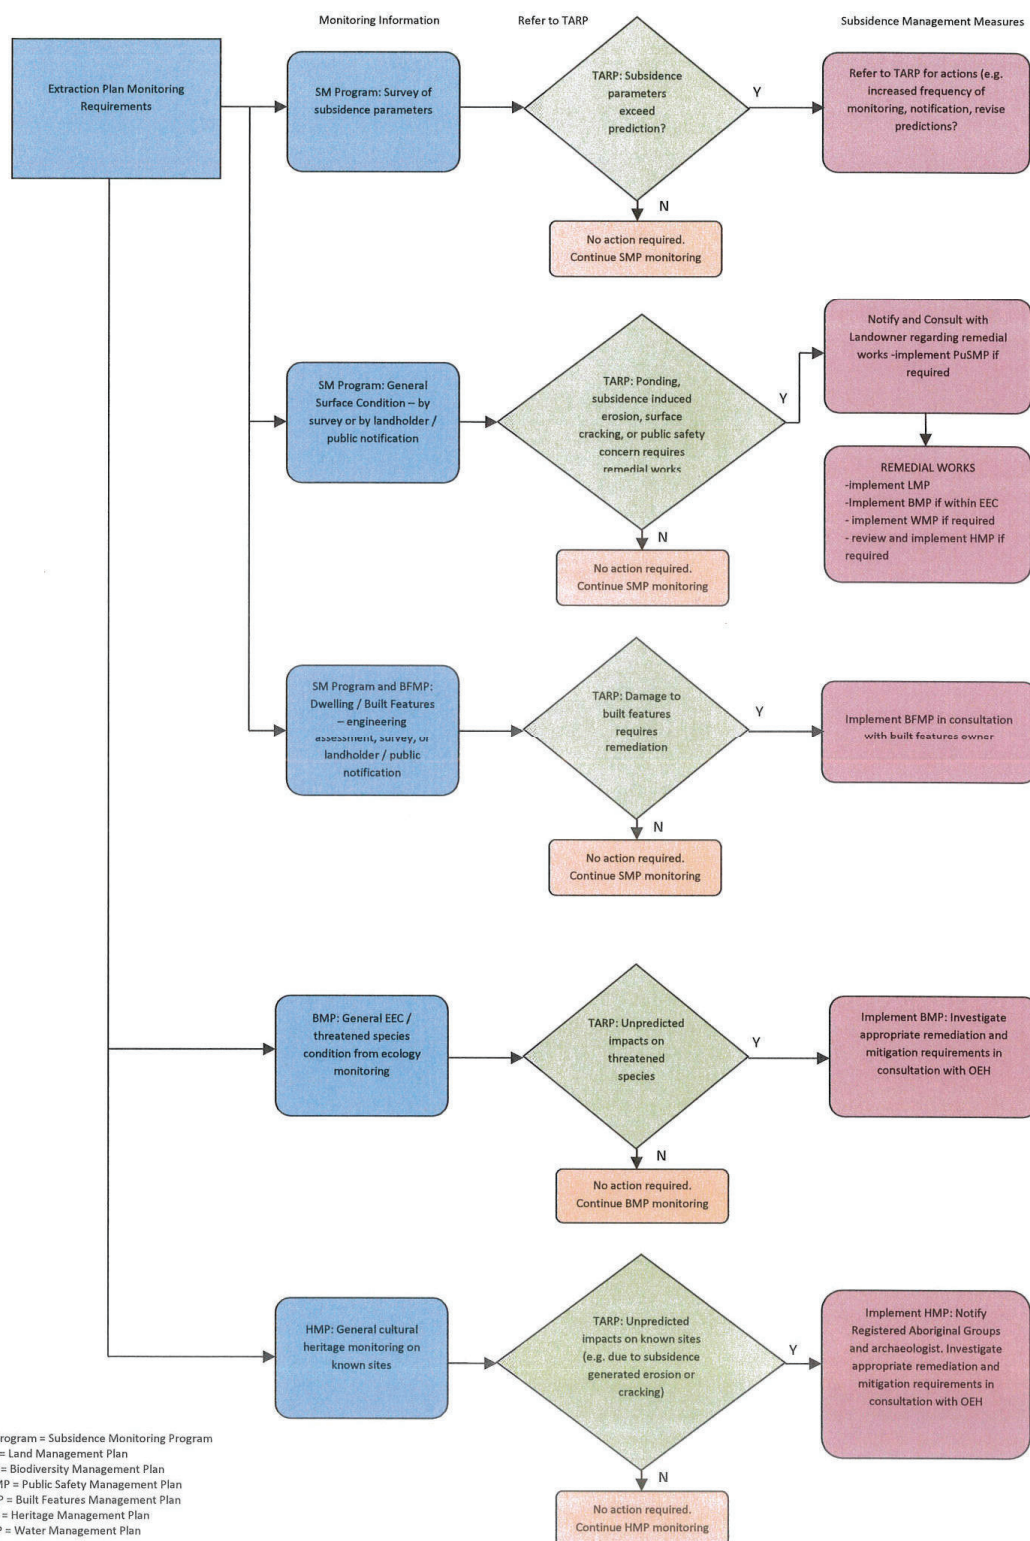 Monitoring Information
Refer to TARP
Subsidence Management Measures
Extraction Plan Monitoring
Requirements
SM Program: Survey of
subsidence parameters
TARP: Subsidence
parameters
exceed
prediction?
Y
Refer to TARP for actions (e.g.
increased frequency of
monitoring, notification, revise
predictions?
N
No action required.
Continue SMP monitoring
SM Program: General
Surface Condition – by
survey or by landholder /
public notification
TARP: Ponding,
subsidence induced
erosion, surface
cracking, or public safety
concern requires
remedial works
Y
Notify and Consult with
Landowner regarding remedial
works -implement PuSMP if
required
REMEDIAL WORKS
-implement LMP
-Implement BMP if within EEC
- implement WMP if required
- review and implement HMP if
required
N
No action required.
Continue SMP monitoring
SM Program and BFMP:
Dwelling / Built Features
– engineering
assessment, survey, or
landholder / public
notification
TARP: Damage to
built features
requires
remediation
Y
Implement BFMP in consultation
with built features owner
N
No action required.
Continue SMP monitoring
BMP: General EEC /
threatened species
condition from ecology
monitoring
TARP: Unpredicted
impacts on
threatened
species
Y
Implement BMP: Investigate
appropriate remediation and
mitigation requirements in
consultation with OEH
N
No action required.
Continue BMP monitoring
HMP: General cultural
heritage monitoring on
known sites
TARP: Unpredicted
impacts on known sites
(e.g. due to subsidence
generated erosion or
cracking)
Y
Implement HMP: Notify
Registered Aboriginal Groups
and archaeologist. Investigate
appropriate remediation and
mitigation requirements in
consultation with OEH
N
No action required.
Continue HMP monitoring
rogram = Subsidence Monitoring Program
= Land Management Plan
= Biodiversity Management Plan
MP = Public Safety Management Plan
P = Built Features Management Plan
= Heritage Management Plan
P = Water Management Plan